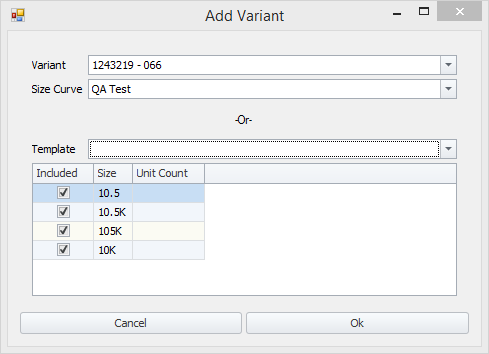 Add Variant
Variant 1243219 - 066
Size Curve QA Test
-Or-
Template
Included Size Unit Count
10.5
10.5K
105K
10K
Cancel Ok